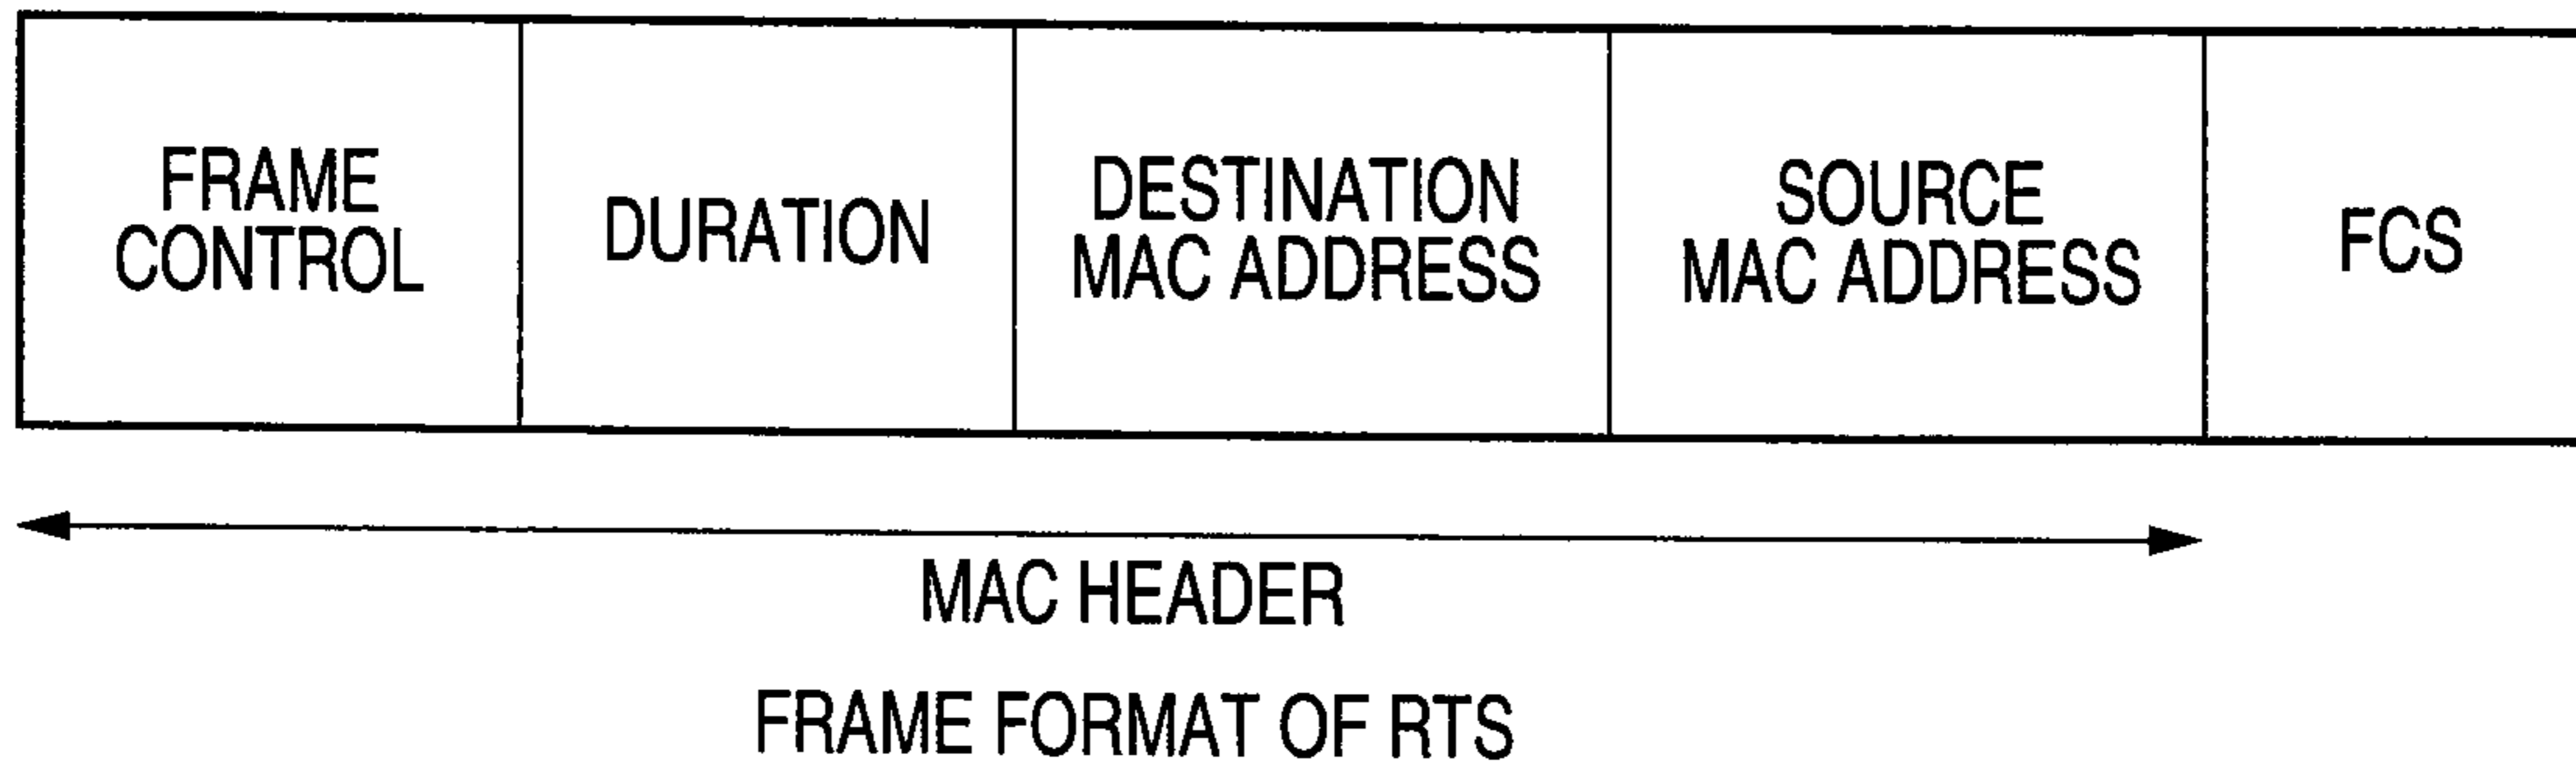 FRAME
CONTROL
DURATION
DESTINATION
MAC ADDRESS
SOURCE
MAC ADDRESS
FCS
MAC HEADER
FRAME FORMAT OF RTS